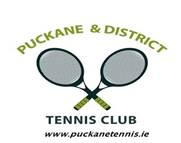 PUCKANE & DISTRICT
TENNIS CLUB
www.puckanetennis.ie